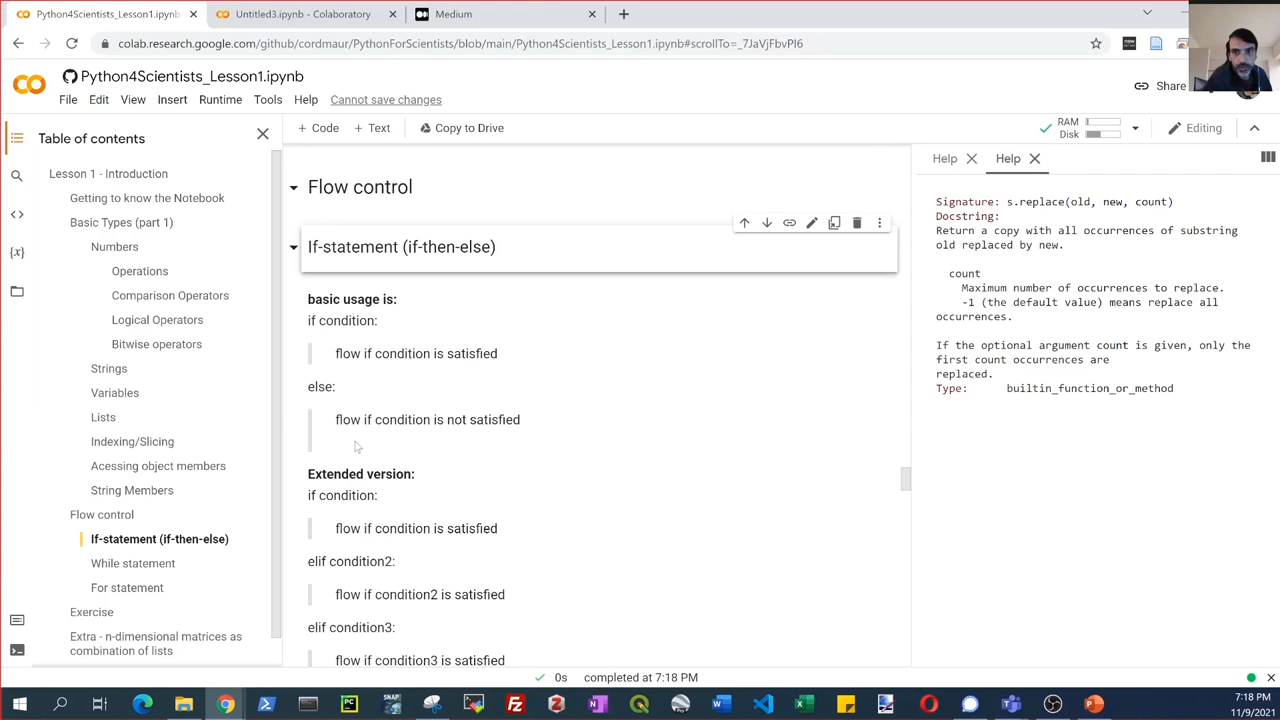 Python4Scientists_Lesson1.ipynb
Untitled3.ipynb - Colaboratory
Medium
colab.research.google.com/github/cordmaur/PythonForScientists/blob/main/Python4Scientists_Lesson1.ipynb#scrollTo=_7JaVjFbvPI6
Python4Scientists_Lesson1.ipynb
File Edit View Insert Runtime Tools Help Cannot save changes
Share
Table of contents
+ Code + Text Copy to Drive
RAM
Disk
Editing
Lesson 1 - Introduction
Getting to know the Notebook
Basic Types (part 1)
Numbers
Operations
Comparison Operators
Logical Operators
Bitwise operators
Strings
Variables
Lists
Indexing/Slicing
Acessing object members
String Members
Flow control
If-statement (if-then-else)
While statement
For statement
Exercise
Extra - n-dimensional matrices as
combination of lists
Flow control
If-statement (if-then-else)
basic usage is:
if condition:
flow if condition is satisfied
else:
flow if condition is not satisfied
Extended version:
if condition:
flow if condition is satisfied
elif condition2:
flow if condition2 is satisfied
elif condition3:
flow if condition3 is satisfied
Help Help
Signature: s.replace(old, new, count)
Docstring:
Return a copy with all occurrences of substring
old replaced by new.
count
Maximum number of occurrences to replace.
-1 (the default value) means replace all
occurrences.
If the optional argument count is given, only the
first count occurrences are
replaced.
Type: builtin_function_or_method
0s completed at 7:18 PM
7:18 PM
11/9/2021